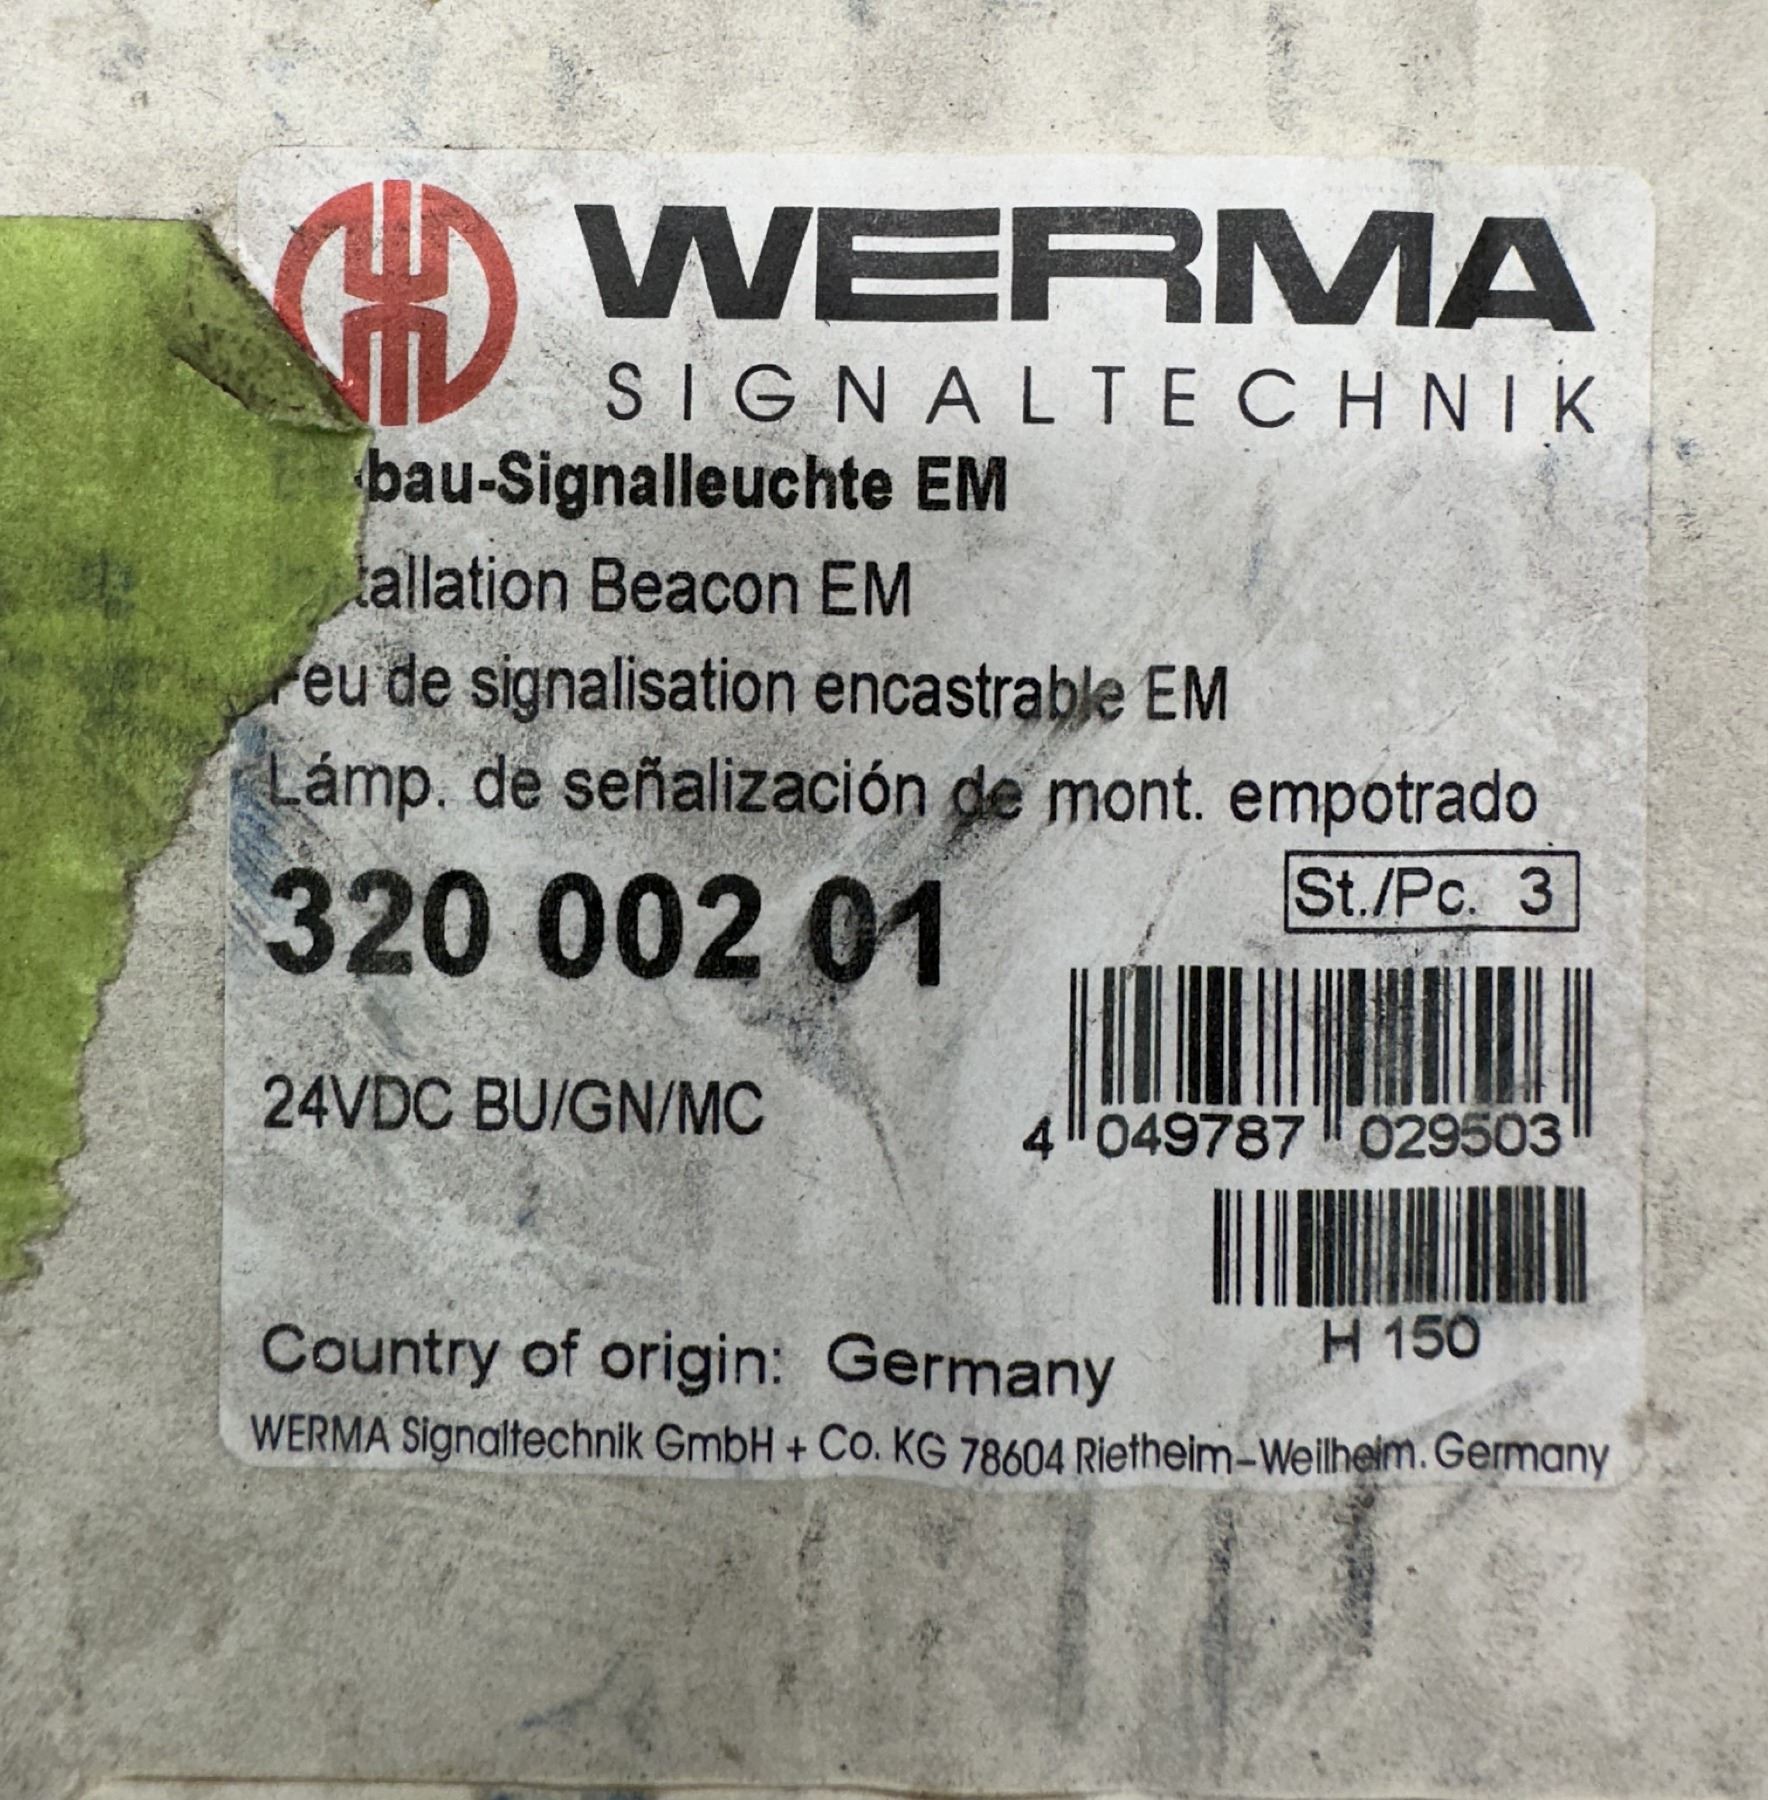 WERMA
SIGNALTECHNIK
bau-Signalleuchte EM
tallation Beacon EM
Feu de signalisation encastrable EM
Lámp. de señalización de mont. empotrado
320 002 01
St./Pc. 3
24VDC BU/GN/MC
4 049787 029503
H 150
Country of origin: Germany
WERMA Signaltechnik GmbH + Co. KG 78604 Rietheim-Weilheim. Germany